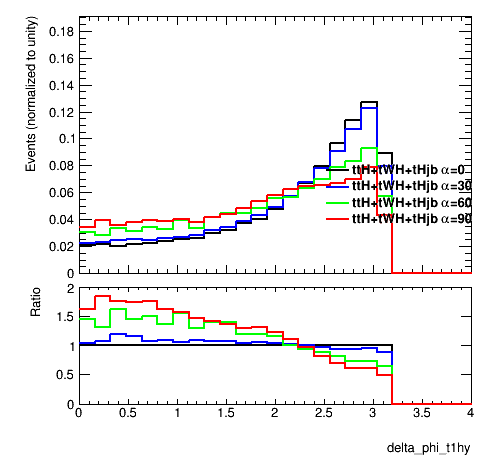 Events (normalized to unity)
0.18
0.16
0.14
0.12
0.1
0.08
0.06
0.04
0.02
0
ttH+tWH+tHjb α=0
ttH+tWH+tHjb α=30
ttH+tWH+tHjb α=60
ttH+tWH+tHjb α=90
Ratio
2
1.5
1
0.5
0
0 0.5 1 1.5 2 2.5 3 3.5 4
delta_phi_t1hy